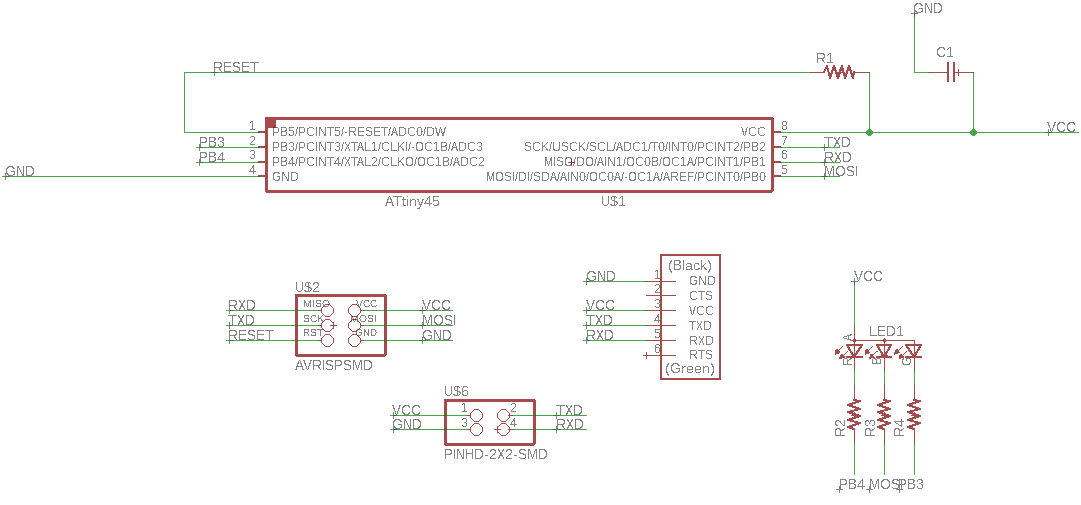 GND
C1
RESET
R1
1 PB5/PCINT5/-RESET/ADC0/DW VCC 8 VCC
PB3 2 PB3/PCINT3/XTAL1/CLKI/-OC1B/ADC3 SCK/USCK/SCL/ADC1/T0/INT0/PCINT2/PB2 7 TXD
PB4 3 PB4/PCINT4/XTAL2/CLKO/OC1B/ADC2 MISO/DO/AIN1/OC0B/OC1A/PCINT1/PB1 6 RXD
GND 4 GND MOSI/DI/SDA/AIN0/OC0A/-OC1A/AREF/PCINT0/PB0 5 MOSI
ATtiny45 U$1
U$2
RXD MISO VCC VCC
TXD SCK MOSI MOSI
RESET RST GND GND
AVRISPSMD
(Black)
GND 1 GND
2 CTS
VCC 3 VCC
TXD 4 TXD
RXD 5 RXD
6 RTS
(Green)
U$6
VCC 1 2 TXD
GND 3 4 RXD
PINHD-2X2-SMD
VCC
A LED1
R B G
R2 R3 R4
PB4 MOSI PB3